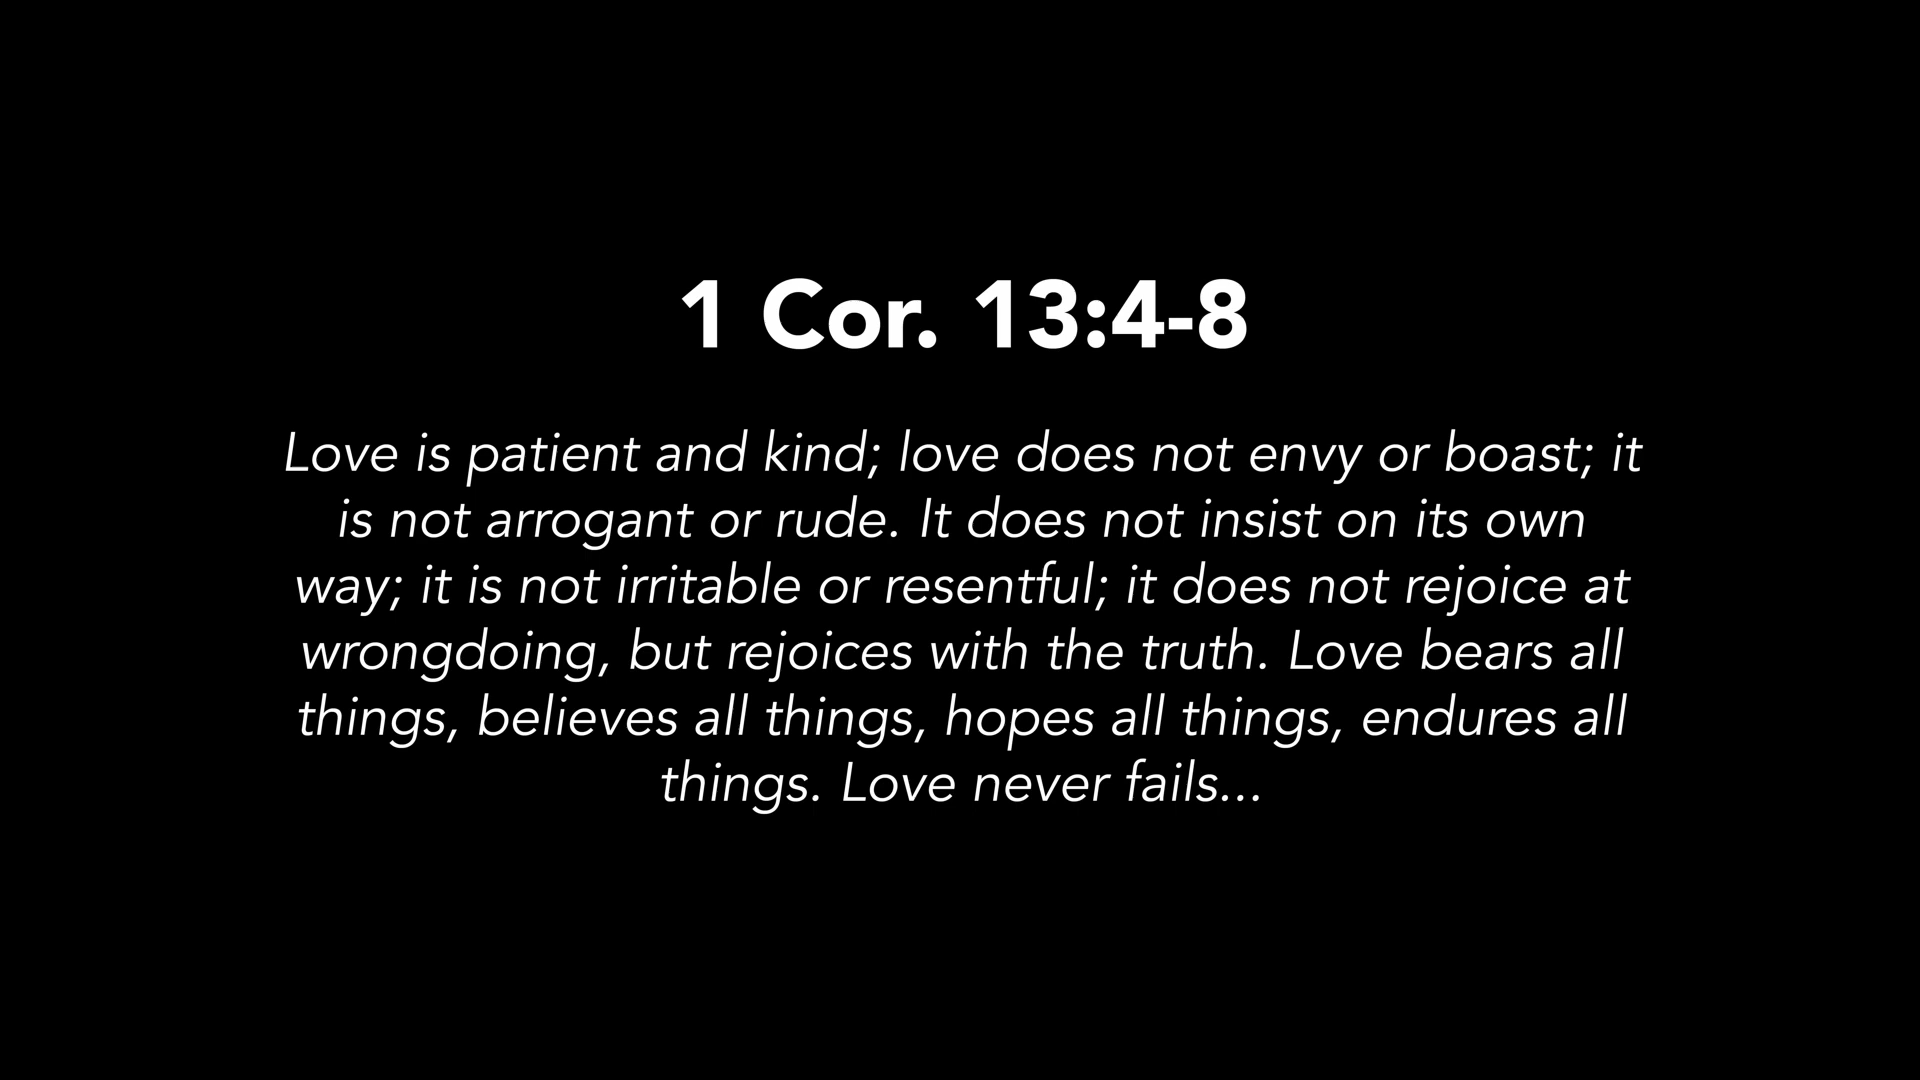 1 Cor. 13:4-8
Love is patient and kind; love does not envy or boast; it
is not arrogant or rude. It does not insist on its own
way; it is not irritable or resentful; it does not rejoice at
wrongdoing, but rejoices with the truth. Love bears all
things, believes all things, hopes all things, endures all
things. Love never fails...